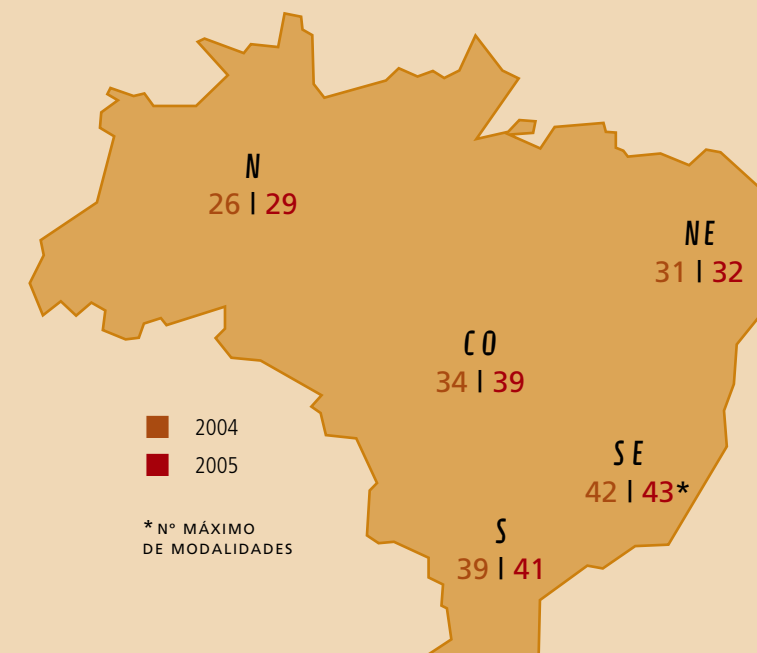 N
26 | 29
NE
31 | 32
CO
34 | 39
2004
2005
SE
42 | 43*
* Nº MÁXIMO
DE MODALIDADES
S
39 | 41